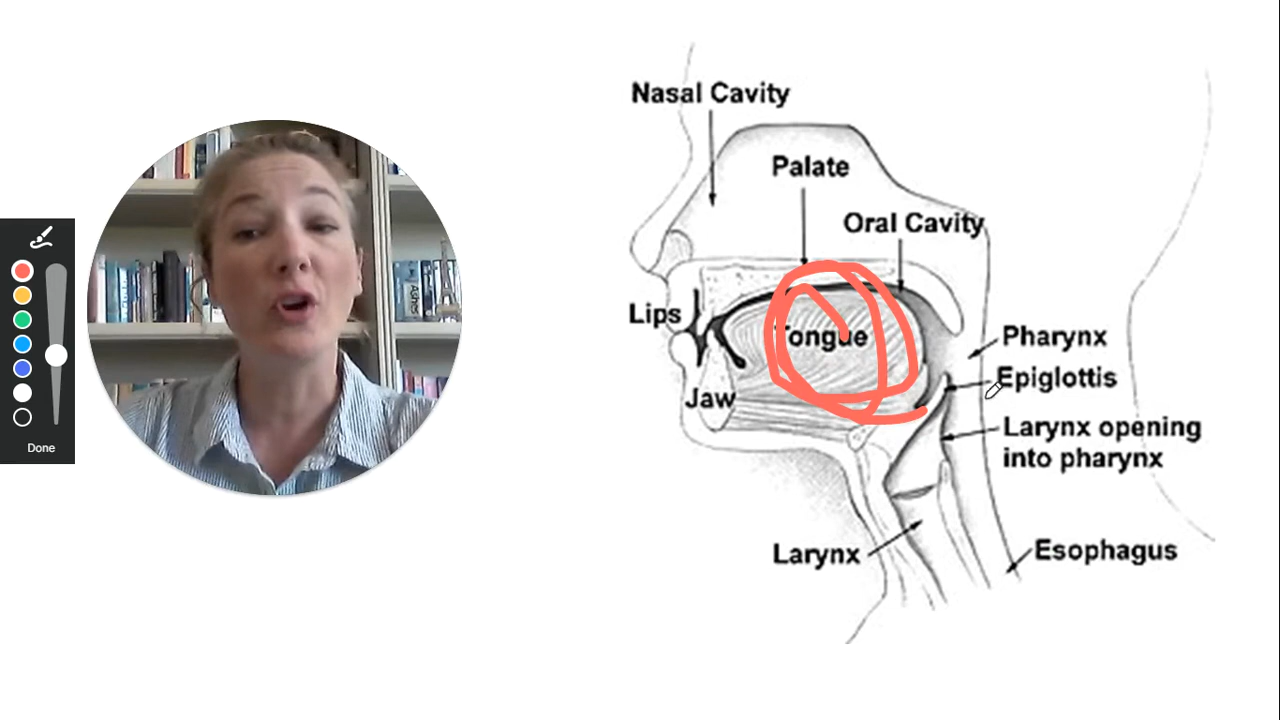 Nasal Cavity
Palate
Oral Cavity
Lips
Tongue
Pharynx
Epiglottis
Jaw
Larynx opening
into pharynx
Larynx
Esophagus
Done